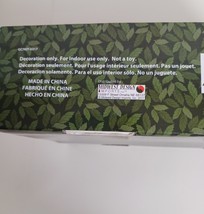 Decoration only. For indoor use only. Not a toy.
Décoration seulement. Pour l'usage intérieur seulement. Pas un jouet.
Decoración solamente. Para el uso interior sólo. No un juguete.
MADE IN CHINA
FABRIQUÉ EN CHINE
HECHO EN CHINA
MIDWEST DESIGN
IMPORTS